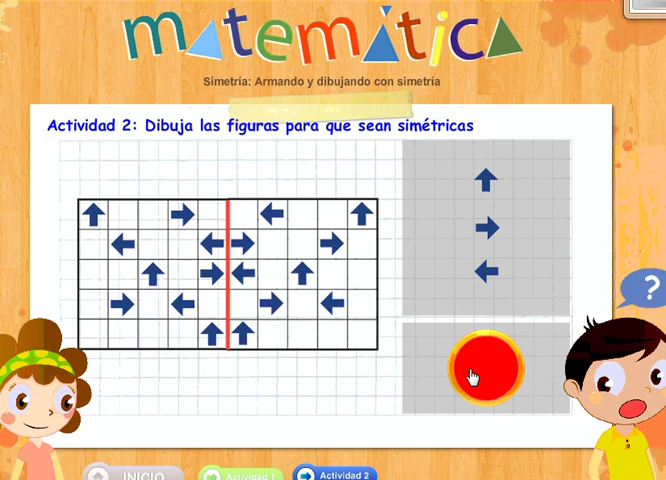 matemática
Simetría: Armando y dibujando con simetría
Actividad 2: Dibuja las figuras para que sean simétricas
?
INICIO
Actividad 1
Actividad 2